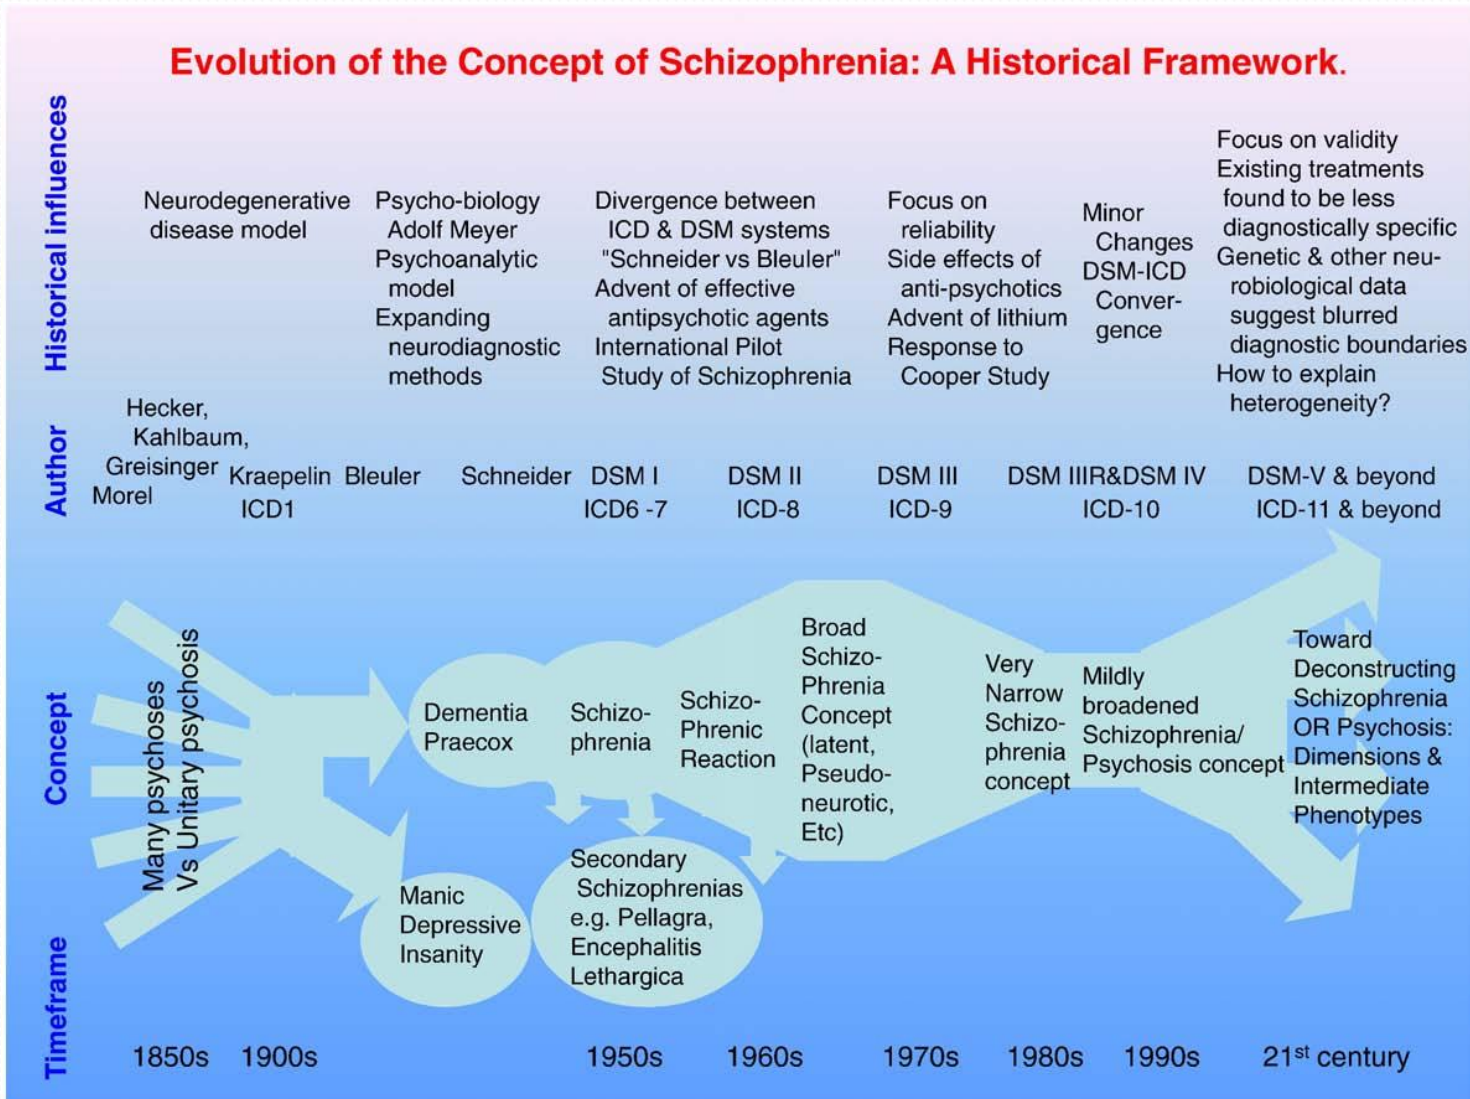 Evolution of the Concept of Schizophrenia: A Historical Framework.
Historical influences
Neurodegenerative
disease model
Psycho-biology
Adolf Meyer
Psychoanalytic
model
Expanding
neurodiagnostic
methods
Divergence between
ICD & DSM systems
"Schneider vs Bleuler"
Advent of effective
antipsychotic agents
International Pilot
Study of Schizophrenia
Focus on
reliability
Side effects of
anti-psychotics
Advent of lithium
Response to
Cooper Study
Minor
Changes
DSM-ICD
Conver-
gence
Focus on validity
Existing treatments
found to be less
diagnostically specific
Genetic & other neu-
robiological data
suggest blurred
diagnostic boundaries
How to explain
heterogeneity?
Author
Hecker,
Kahlbaum,
Greisinger
Morel
Kraepelin
ICD1
Bleuler
Schneider
DSM I
ICD6 -7
DSM II
ICD-8
DSM III
ICD-9
DSM IIIR&DSM IV
ICD-10
DSM-V & beyond
ICD-11 & beyond
Concept
Many psychoses
Vs Unitary psychosis
Dementia
Praecox
Manic
Depressive
Insanity
Schizo-
phrenia
Secondary
Schizophrenias
e.g. Pellagra,
Encephalitis
Lethargica
Schizo-
Phrenic
Reaction
Broad
Schizo-
Phrenia
Concept
(latent,
Pseudo-
neurotic,
Etc)
Very
Narrow
Schizo-
phrenia
concept
Mildly
broadened
Schizophrenia/
Psychosis concept
Toward
Deconstructing
Schizophrenia
OR Psychosis:
Dimensions &
Intermediate
Phenotypes
Timeframe
1850s
1900s
1950s
1960s
1970s
1980s
1990s
21st century